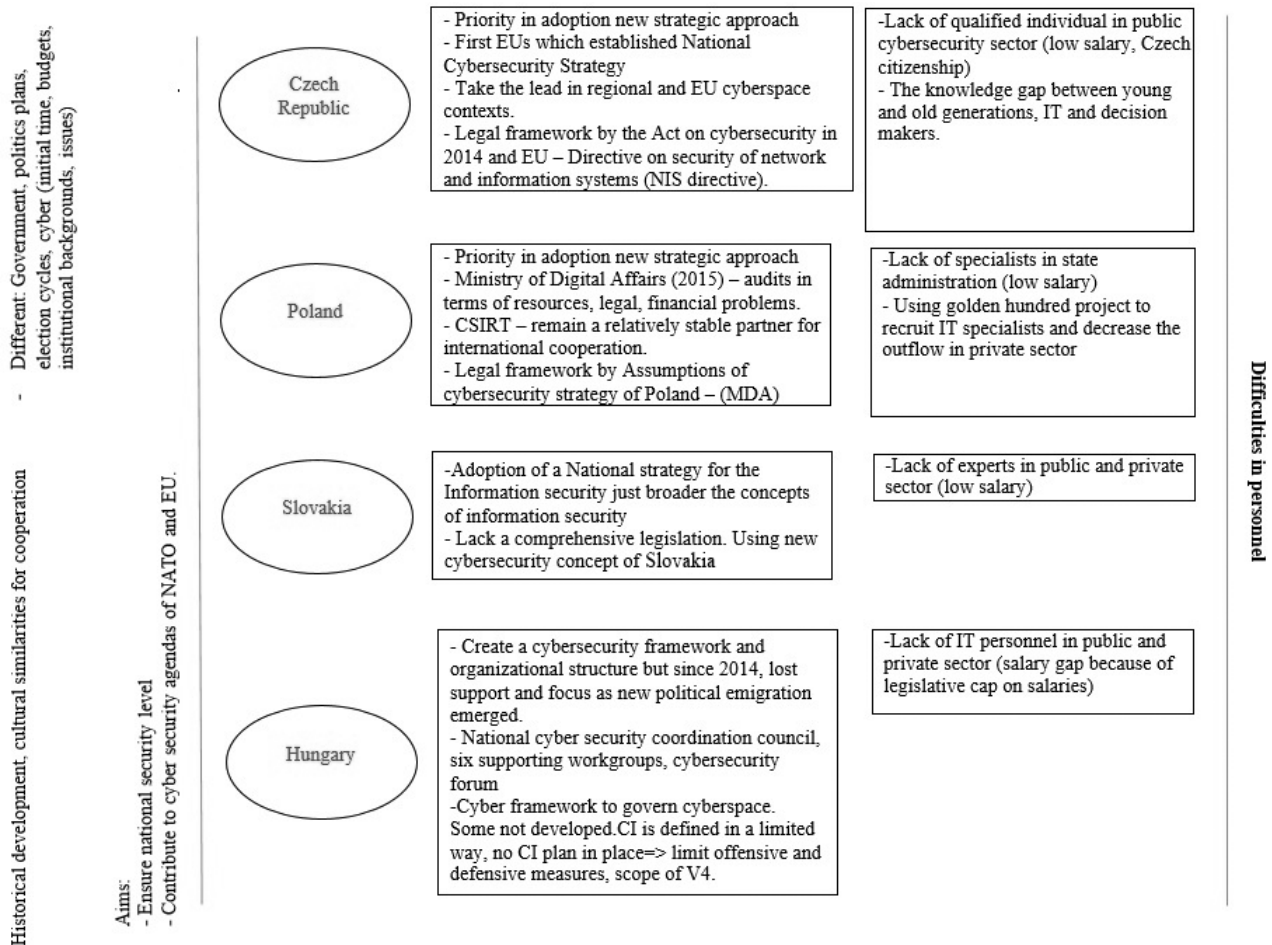 Historical development, cultural similarities for cooperation
- Different: Government, politics plans,
election cycles, cyber (initial time, budgets,
institutional backgrounds, issues)
Aims:
- Ensure national security level
- Contribute to cyber security agendas of NATO and EU.
Czech
Republic
- Priority in adoption new strategic approach
- First EUs which established National
Cybersecurity Strategy
- Take the lead in regional and EU cyberspace
contexts.
- Legal framework by the Act on cybersecurity in
2014 and EU – Directive on security of network
and information systems (NIS directive).
-Lack of qualified individual in public
cybersecurity sector (low salary, Czech
citizenship)
- The knowledge gap between young
and old generations, IT and decision
makers.
Poland
- Priority in adoption new strategic approach
- Ministry of Digital Affairs (2015) – audits in
terms of resources, legal, financial problems.
- CSIRT – remain a relatively stable partner for
international cooperation.
- Legal framework by Assumptions of
cybersecurity strategy of Poland – (MDA)
-Lack of specialists in state
administration (low salary)
- Using golden hundred project to
recruit IT specialists and decrease the
outflow in private sector
Slovakia
-Adoption of a National strategy for the
Information security just broader the concepts
of information security
- Lack a comprehensive legislation. Using new
cybersecurity concept of Slovakia
-Lack of experts in public and private
sector (low salary)
Hungary
- Create a cybersecurity framework and
organizational structure but since 2014, lost
support and focus as new political emigration
emerged.
- National cyber security coordination council,
six supporting workgroups, cybersecurity
forum
-Cyber framework to govern cyberspace.
Some not developed.CI is defined in a limited
way, no CI plan in place=> limit offensive and
defensive measures, scope of V4.
-Lack of IT personnel in public and
private sector (salary gap because of
legislative cap on salaries)
Difficulties in personnel